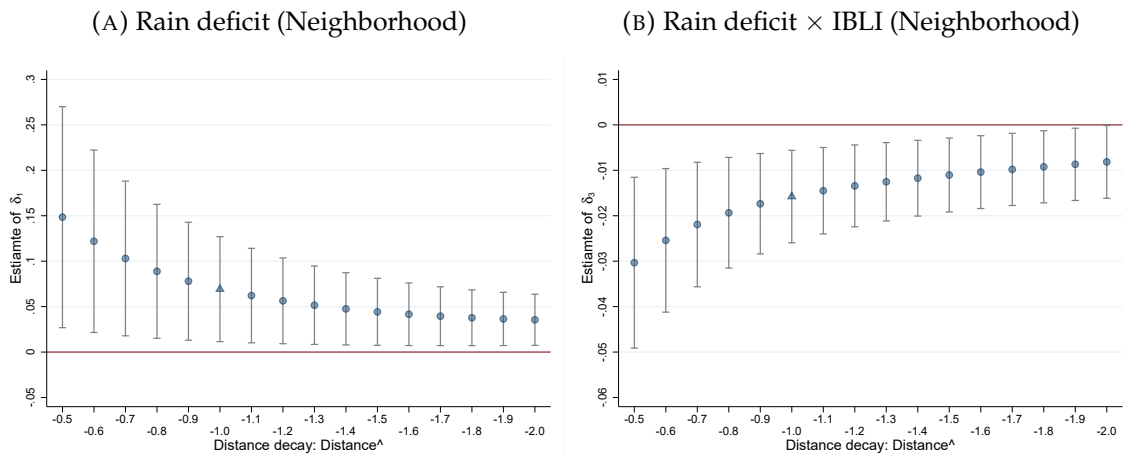 (A) Rain deficit (Neighborhood)
.3
.25
.2
.15
.1
.05
0
-.05
Estiamte of δ₁
-0.5 -0.6 -0.7 -0.8 -0.9 -1.0 -1.1 -1.2 -1.3 -1.4 -1.5 -1.6 -1.7 -1.8 -1.9 -2.0
Distance decay: Distance^
(B) Rain deficit × IBLI (Neighborhood)
.01
0
-.01
-.02
-.03
-.04
-.05
-.06
Estiamte of δ₃
-0.5 -0.6 -0.7 -0.8 -0.9 -1.0 -1.1 -1.2 -1.3 -1.4 -1.5 -1.6 -1.7 -1.8 -1.9 -2.0
Distance decay: Distance^